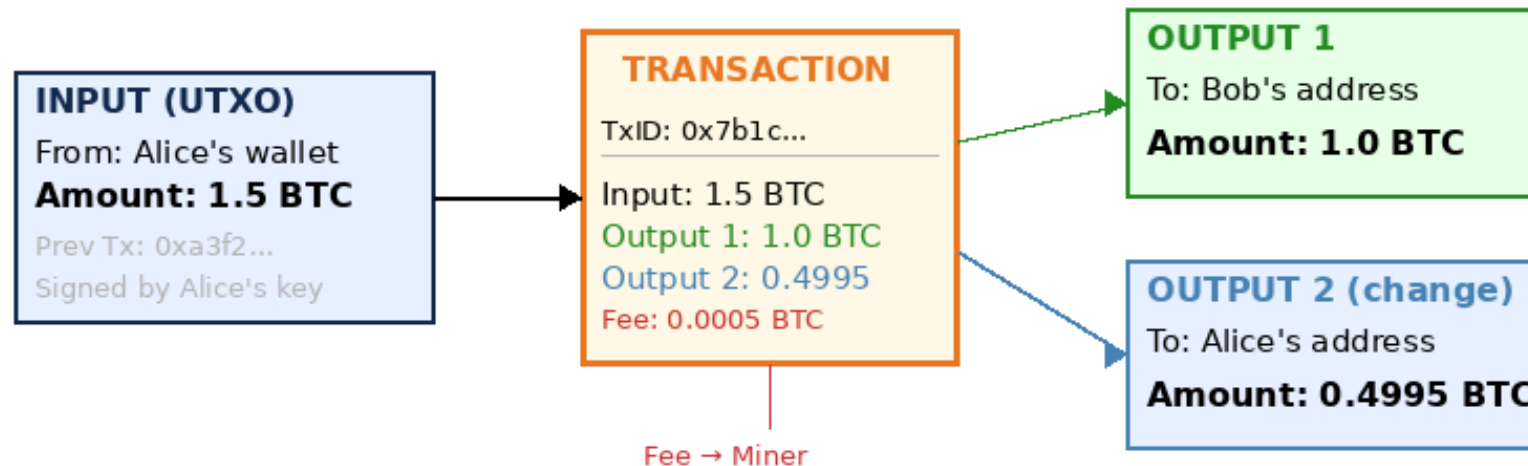 INPUT (UTXO)
From: Alice's wallet
Amount: 1.5 BTC
Prev Tx: 0xa3f2...
Signed by Alice's key
TRANSACTION
TxID: 0x7b1c...
Input: 1.5 BTC
Output 1: 1.0 BTC
Output 2: 0.4995
Fee: 0.0005 BTC
Fee → Miner
OUTPUT 1
To: Bob's address
Amount: 1.0 BTC
OUTPUT 2 (change)
To: Alice's address
Amount: 0.4995 BTC